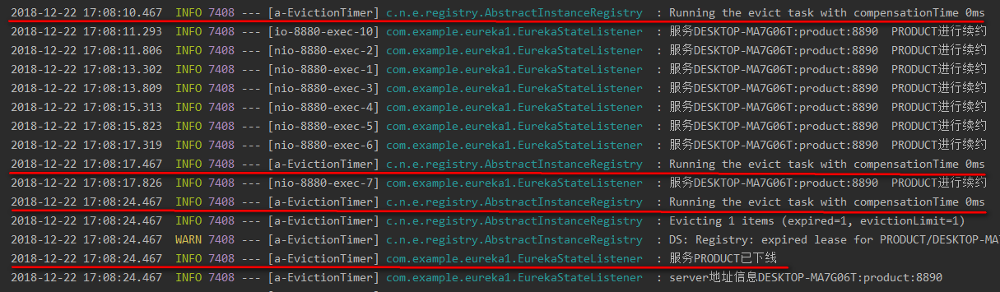 2018-12-22 17:08:10.467  INFO 7408 --- [a-EvictionTimer] c.n.e.registry.AbstractInstanceRegistry  : Running the evict task with compensationTime 0ms
2018-12-22 17:08:11.293  INFO 7408 --- [io-8880-exec-10] com.example.eureka1.EurekaStateListener  : 服务DESKTOP-MA7G06T:product:8890  PRODUCT进行续约
2018-12-22 17:08:11.806  INFO 7408 --- [nio-8880-exec-2] com.example.eureka1.EurekaStateListener  : 服务DESKTOP-MA7G06T:product:8890  PRODUCT进行续约
2018-12-22 17:08:13.302  INFO 7408 --- [nio-8880-exec-1] com.example.eureka1.EurekaStateListener  : 服务DESKTOP-MA7G06T:product:8890  PRODUCT进行续约
2018-12-22 17:08:13.809  INFO 7408 --- [nio-8880-exec-3] com.example.eureka1.EurekaStateListener  : 服务DESKTOP-MA7G06T:product:8890  PRODUCT进行续约
2018-12-22 17:08:15.313  INFO 7408 --- [nio-8880-exec-4] com.example.eureka1.EurekaStateListener  : 服务DESKTOP-MA7G06T:product:8890  PRODUCT进行续约
2018-12-22 17:08:15.823  INFO 7408 --- [nio-8880-exec-5] com.example.eureka1.EurekaStateListener  : 服务DESKTOP-MA7G06T:product:8890  PRODUCT进行续约
2018-12-22 17:08:17.319  INFO 7408 --- [nio-8880-exec-6] com.example.eureka1.EurekaStateListener  : 服务DESKTOP-MA7G06T:product:8890  PRODUCT进行续约
2018-12-22 17:08:17.467  INFO 7408 --- [a-EvictionTimer] c.n.e.registry.AbstractInstanceRegistry  : Running the evict task with compensationTime 0ms
2018-12-22 17:08:17.826  INFO 7408 --- [nio-8880-exec-7] com.example.eureka1.EurekaStateListener  : 服务DESKTOP-MA7G06T:product:8890  PRODUCT进行续约
2018-12-22 17:08:24.467  INFO 7408 --- [a-EvictionTimer] c.n.e.registry.AbstractInstanceRegistry  : Running the evict task with compensationTime 0ms
2018-12-22 17:08:24.467  INFO 7408 --- [a-EvictionTimer] c.n.e.registry.AbstractInstanceRegistry  : Evicting 1 items (expired=1, evictionLimit=1)
2018-12-22 17:08:24.467  WARN 7408 --- [a-EvictionTimer] c.n.e.registry.AbstractInstanceRegistry  : DS: Registry: expired lease for PRODUCT/DESKTOP-MA7
2018-12-22 17:08:24.467  INFO 7408 --- [a-EvictionTimer] com.example.eureka1.EurekaStateListener  : 服务PRODUCT已下线
2018-12-22 17:08:24.467  INFO 7408 --- [a-EvictionTimer] com.example.eureka1.EurekaStateListener  : server地址信息DESKTOP-MA7G06T:product:8890